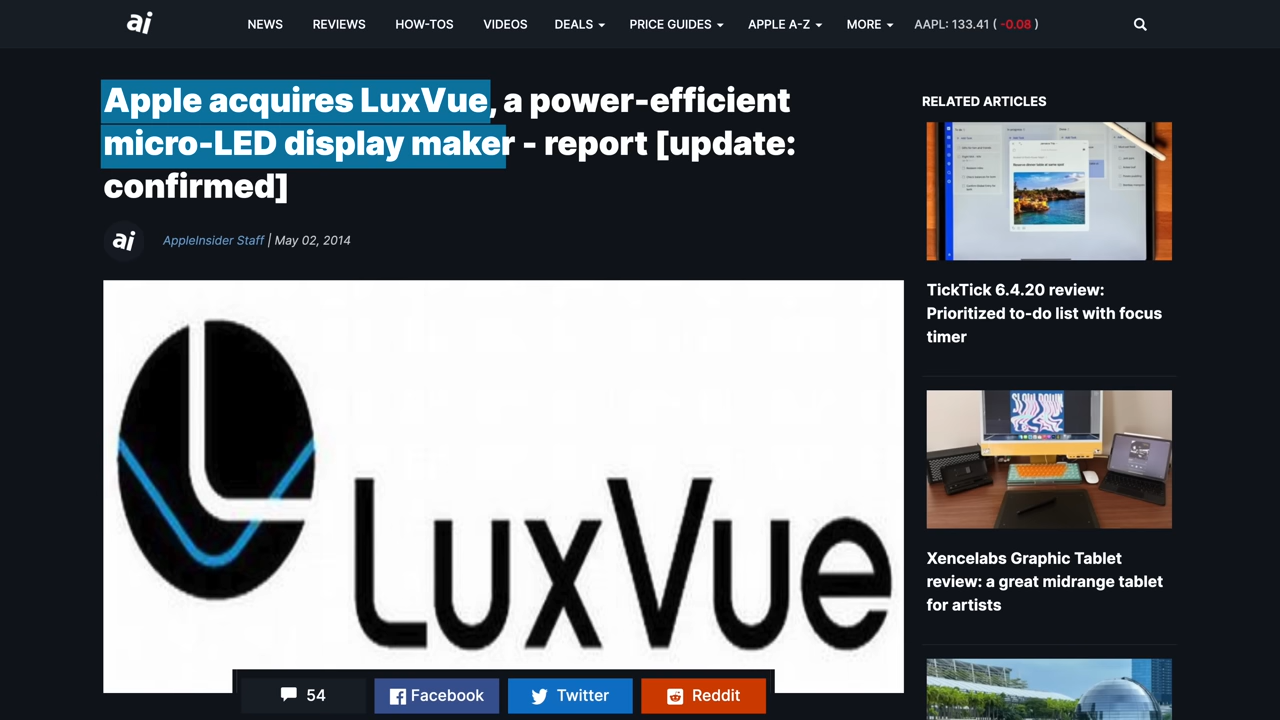 ai
NEWS REVIEWS HOW-TOS VIDEOS DEALS PRICE GUIDES APPLE A-Z MORE AAPL: 133.41 ( -0.08 )
Apple acquires LuxVue, a power-efficient
micro-LED display maker - report [update:
confirmed]
ai
AppleInsider Staff | May 02, 2014
LuxVue
54
Facebook
Twitter
Reddit
RELATED ARTICLES
TickTick 6.4.20 review:
Prioritized to-do list with focus
timer
SLOW DOWN
Xencelabs Graphic Tablet
review: a great midrange tablet
for artists